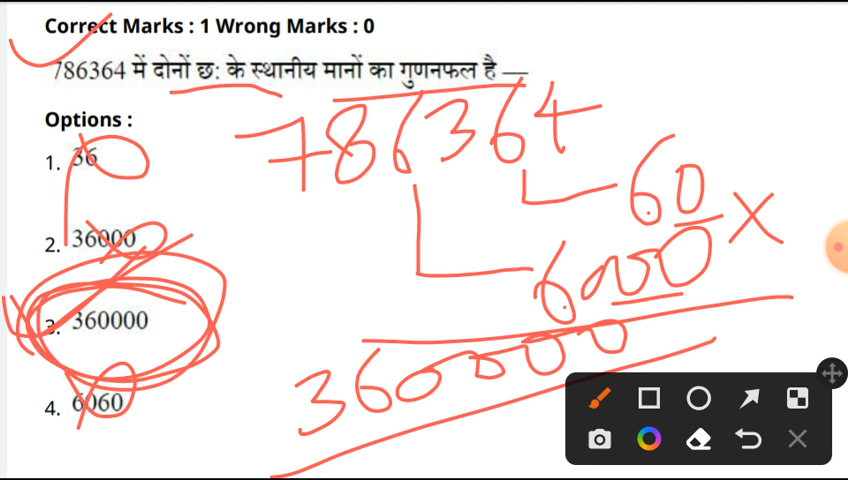 Correct Marks : 1 Wrong Marks : 0
786364 में दोनों छ: के स्थानीय मानों का गुणनफल है —
Options :
786364
1. 36
60 ×
2. 36000
6000
3. 360000
360000
4. 6060